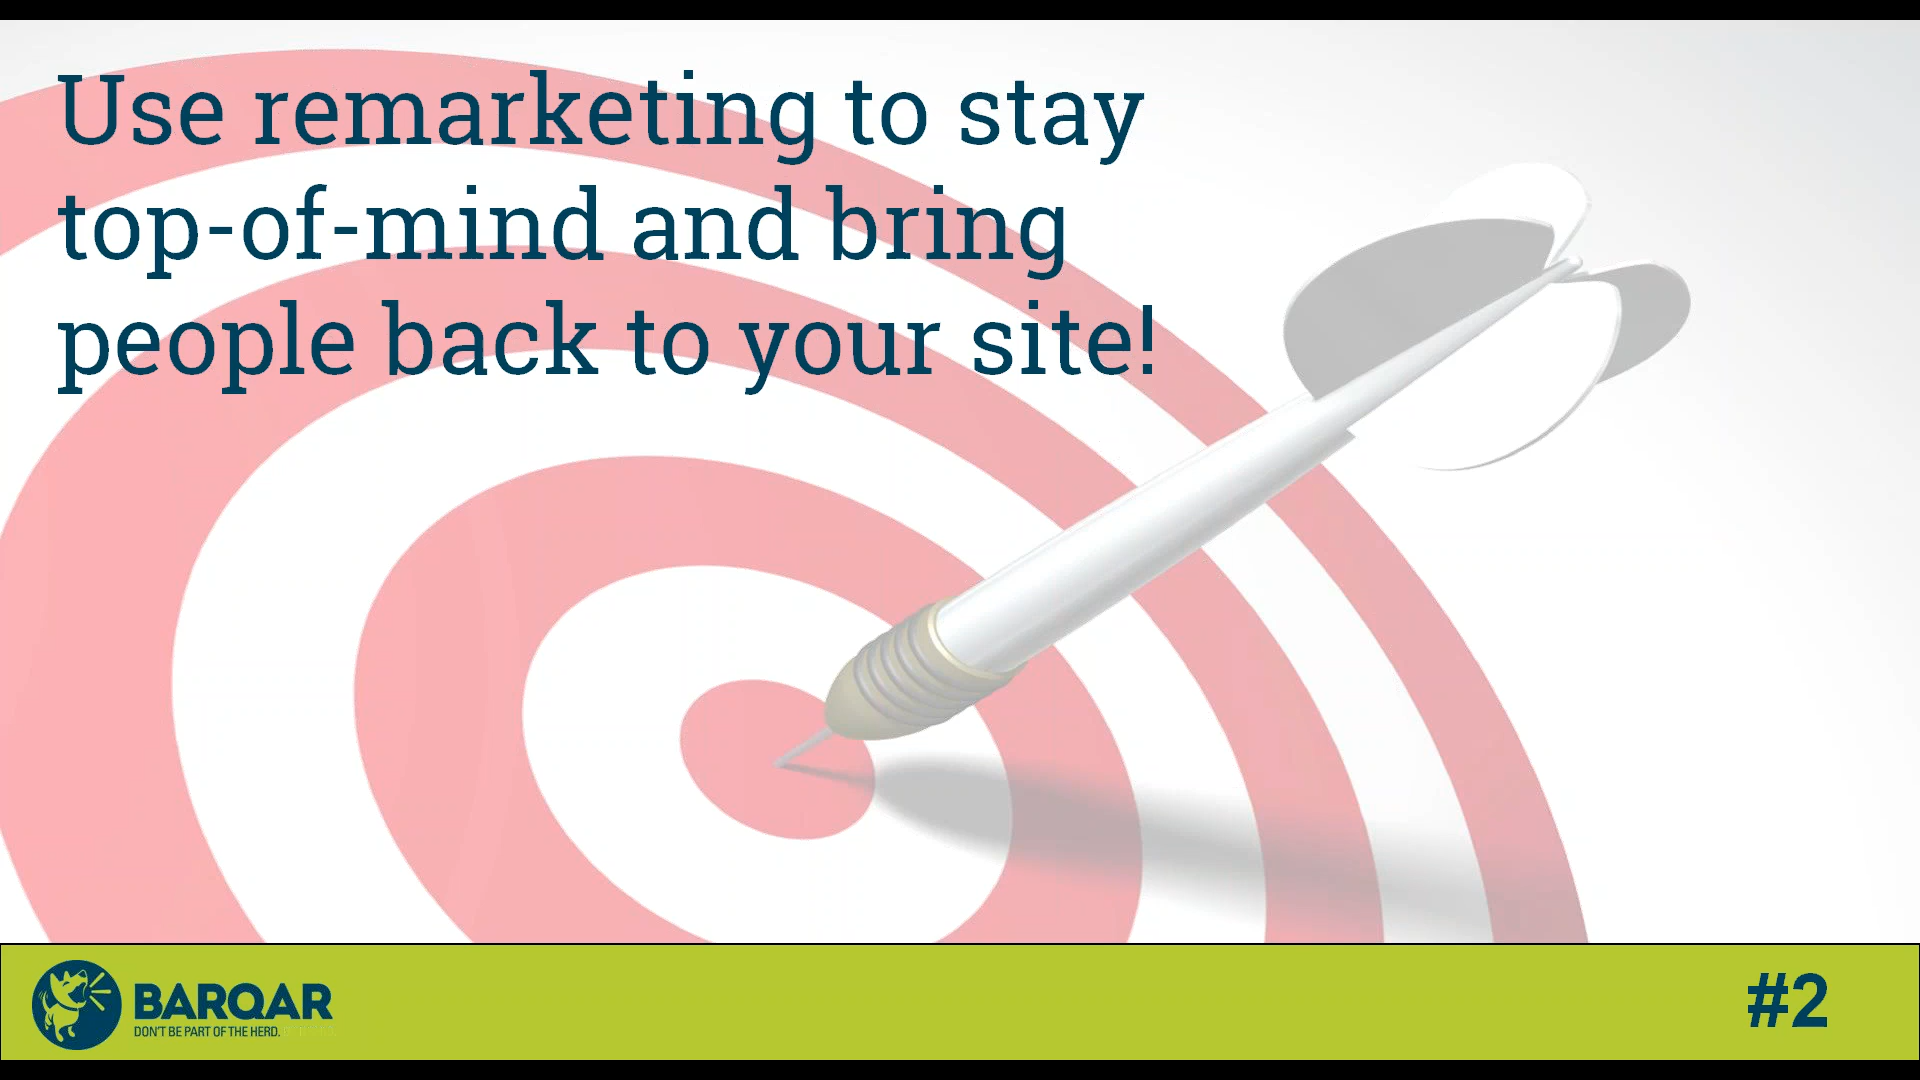 Use remarketing to stay
top-of-mind and bring
people back to your site!
BARQAR
DON'T BE PART OF THE HERD.
#2